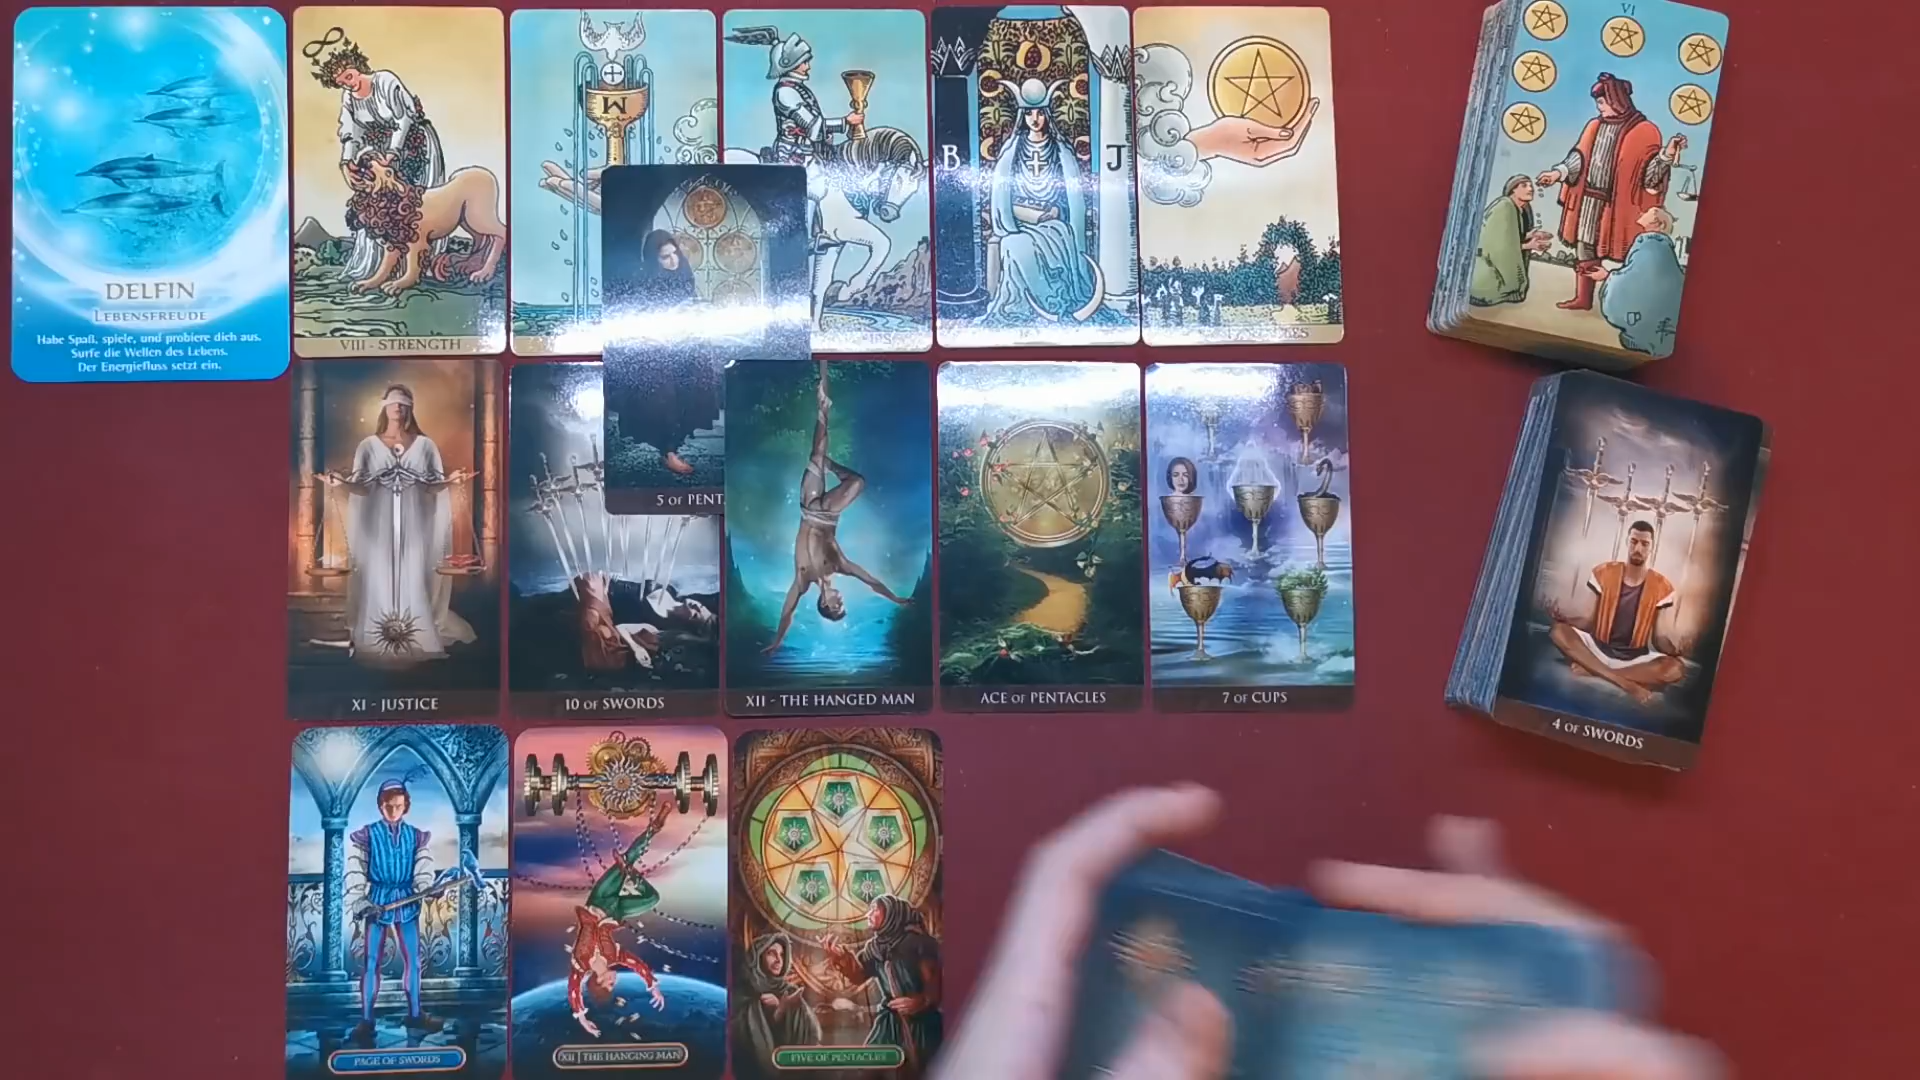 DELFIN
LEBENSFREUDE
Habe Spaß, spiele, und probiere dich aus.
Surfe die Wellen des Lebens.
Der Energiefluss setzt ein.
VIII - STRENGTH
B
J
VI
5 OF PENT
XI - JUSTICE
10 OF SWORDS
XII - THE HANGED MAN
ACE OF PENTACLES
7 OF CUPS
4 OF SWORDS
PAGE OF SWORDS
XII | THE HANGING MAN
FIVE OF PENTACLES